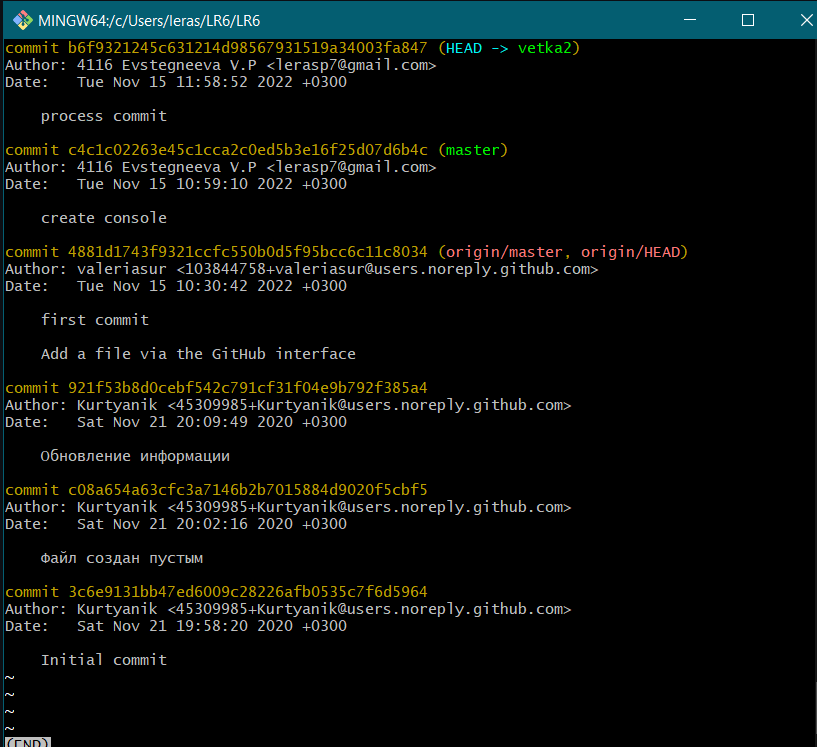 MINGW64:/c/Users/leras/LR6/LR6
commit b6f9321245c631214d98567931519a34003fa847 (HEAD -> vetka2)
Author: 4116 Evstegneeva V.P <lerasp7@gmail.com>
Date:   Tue Nov 15 11:58:52 2022 +0300
process commit
commit c4c1c02263e45c1cca2c0ed5b3e16f25d07d6b4c (master)
Author: 4116 Evstegneeva V.P <lerasp7@gmail.com>
Date:   Tue Nov 15 10:59:10 2022 +0300
create console
commit 4881d1743f9321ccfc550b0d5f95bcc6c11c8034 (origin/master, origin/HEAD)
Author: valeriasur <103844758+valeriasur@users.noreply.github.com>
Date:   Tue Nov 15 10:30:42 2022 +0300
first commit
Add a file via the GitHub interface
commit 921f53b8d0cebf542c791cf31f04e9b792f385a4
Author: Kurtyanik <45309985+Kurtyanik@users.noreply.github.com>
Date:   Sat Nov 21 20:09:49 2020 +0300
Обновление информации
commit c08a654a63cfc3a7146b2b7015884d9020f5cbf5
Author: Kurtyanik <45309985+Kurtyanik@users.noreply.github.com>
Date:   Sat Nov 21 20:02:16 2020 +0300
Файл создан пустым
commit 3c6e9131bb47ed6009c28226afb0535c7f6d5964
Author: Kurtyanik <45309985+Kurtyanik@users.noreply.github.com>
Date:   Sat Nov 21 19:58:20 2020 +0300
Initial commit
~
~
~
~
(END)